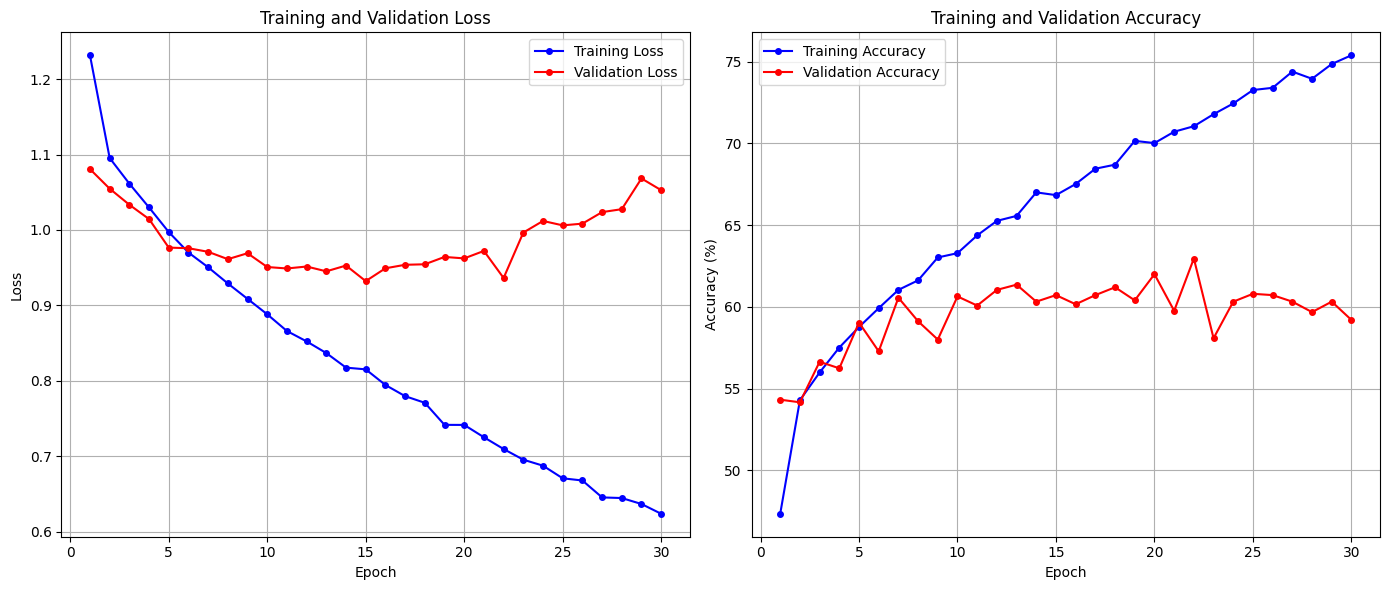 Training and Validation Loss
Training Loss
Validation Loss
1.2
1.1
1.0
0.9
0.8
0.7
0.6
Loss
0 5 10 15 20 25 30
Epoch
Training and Validation Accuracy
Training Accuracy
Validation Accuracy
75
70
65
60
55
50
Accuracy (%)
0 5 10 15 20 25 30
Epoch